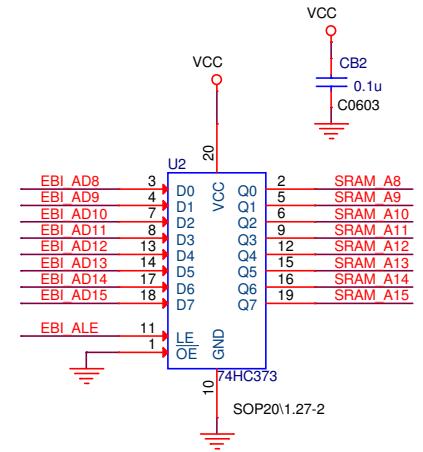 VCC
VCC
CB2
0.1u
C0603
20
U2
EBI_AD8 3 D0 VCC Q0 2 SRAM_A8
EBI_AD9 4 D1 Q1 5 SRAM_A9
EBI_AD10 7 D2 Q2 6 SRAM_A10
EBI_AD11 8 D3 Q3 9 SRAM_A11
EBI_AD12 13 D4 Q4 12 SRAM_A12
EBI_AD13 14 D5 Q5 15 SRAM_A13
EBI_AD14 17 D6 Q6 16 SRAM_A14
EBI_AD15 18 D7 Q7 19 SRAM_A15
EBI_ALE 11 LE GND
1 OE
74HC373
10
SOP20\1.27-2